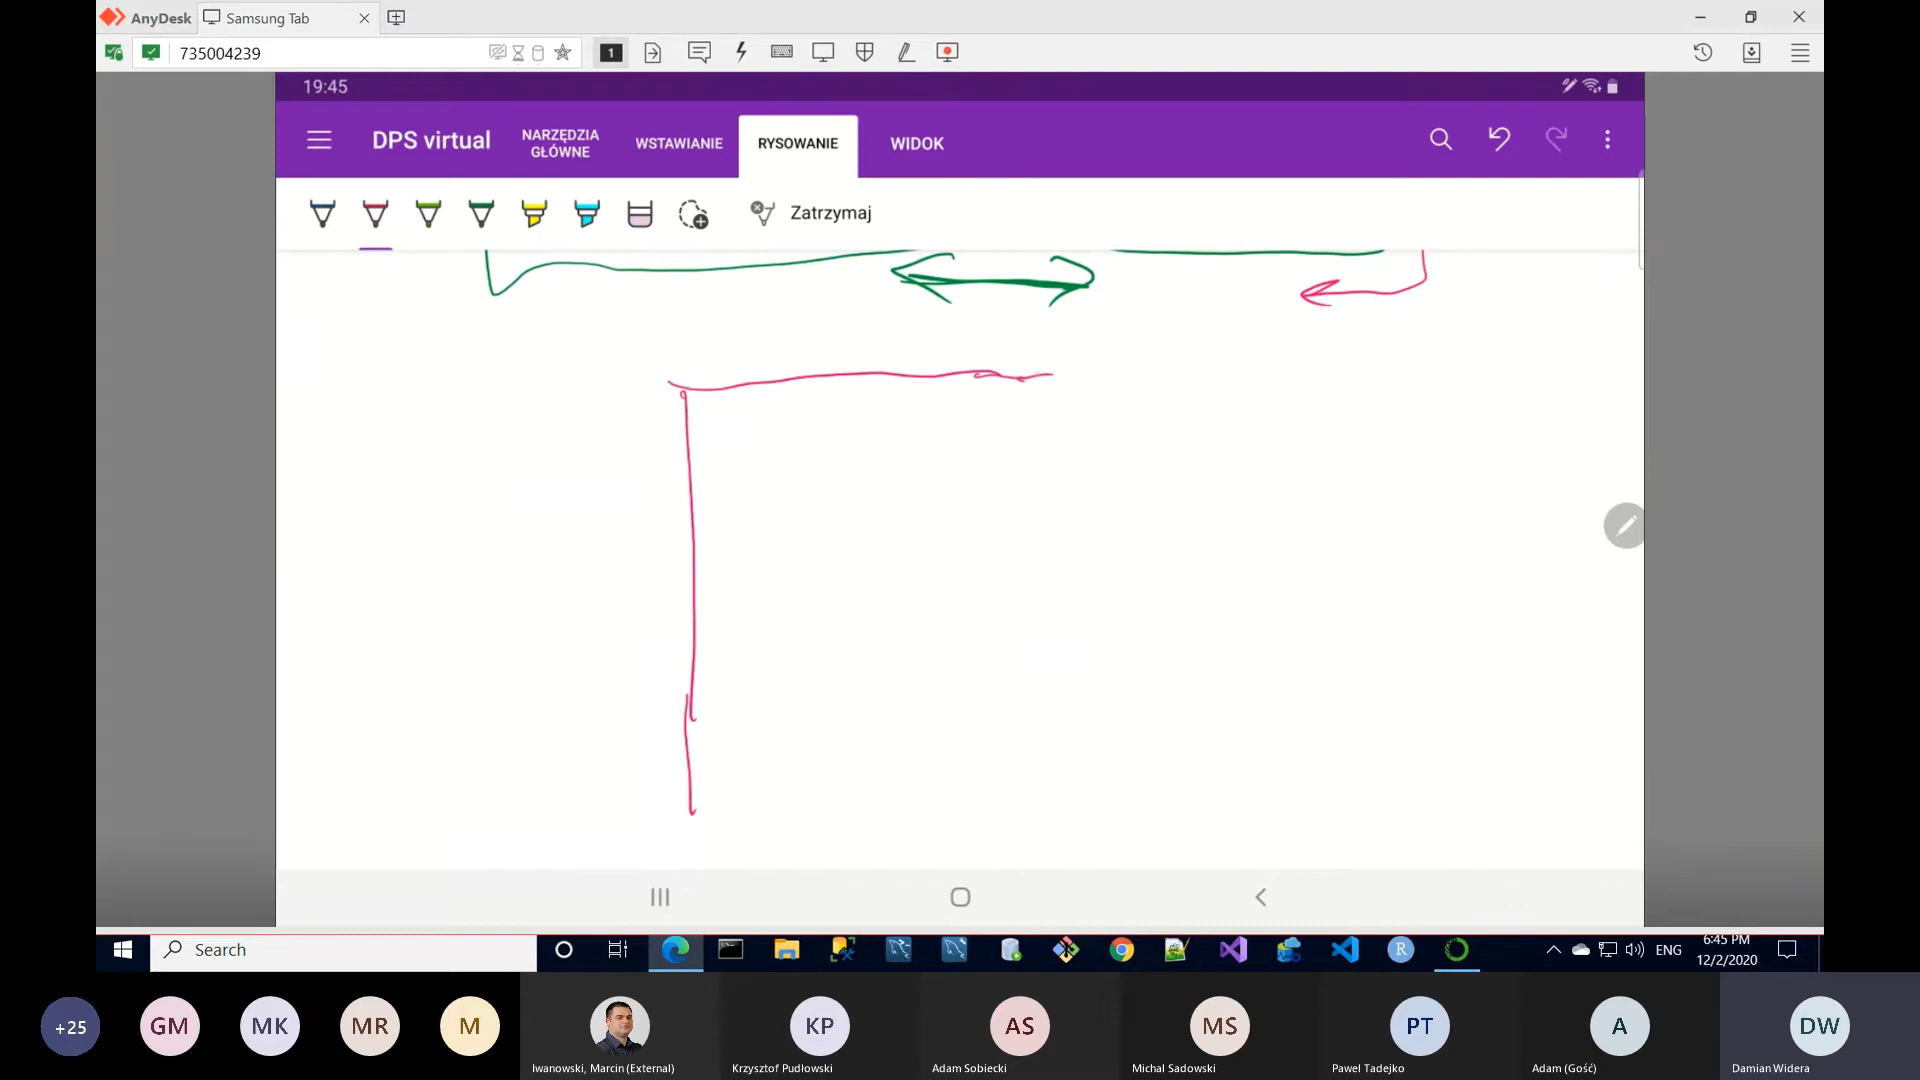 AnyDesk
Samsung Tab
735004239
1
19:45
DPS virtual
NARZĘDZIA GŁÓWNE
WSTAWIANIE
RYSOWANIE
WIDOK
Zatrzymaj
Search
R
ENG
6:45 PM
12/2/2020
+25
GM
MK
MR
M
KP
AS
MS
PT
A
DW
Iwanowski, Marcin (External)
Krzysztof Pudłowski
Adam Sobiecki
Michal Sadowski
Pawel Tadejko
Adam (Gość)
Damian Widera